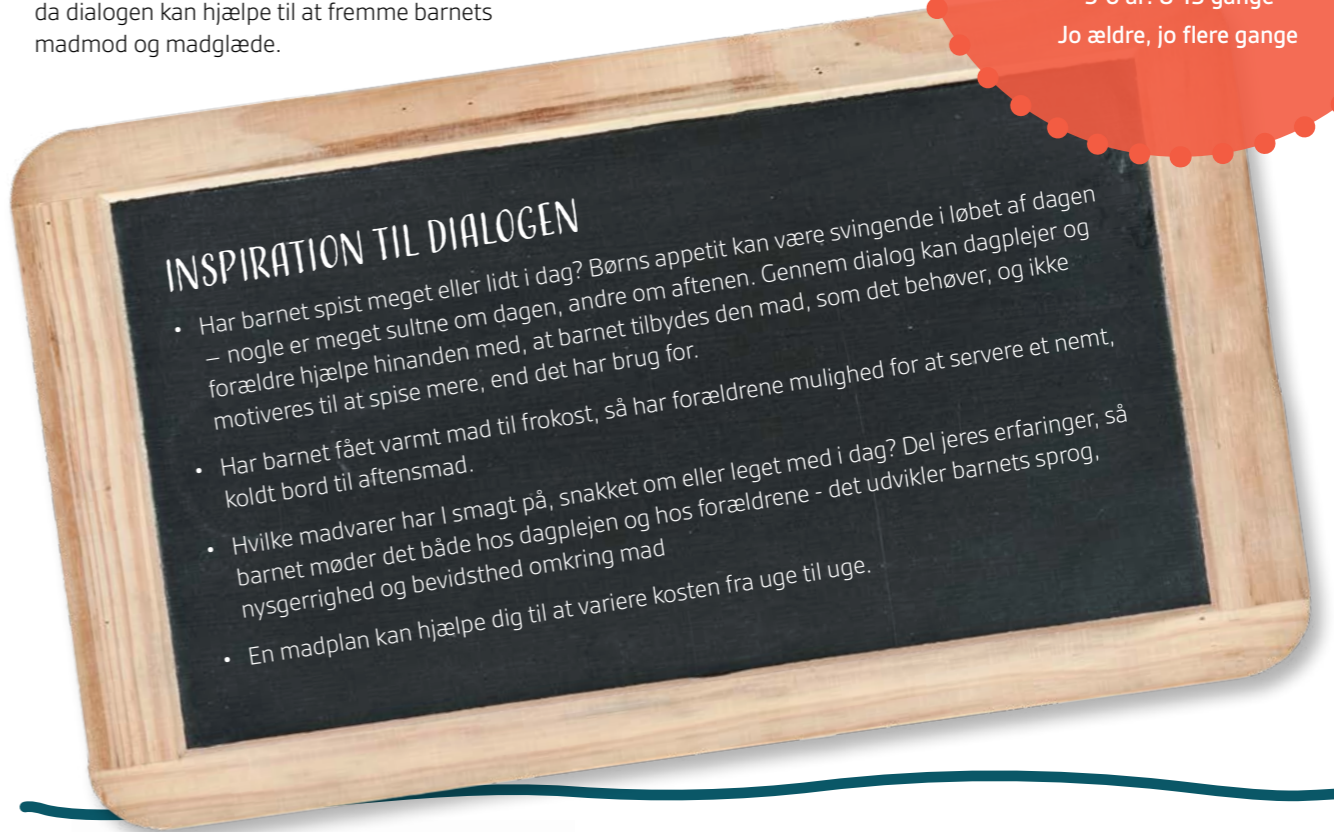 da dialogen kan hjælpe til at fremme barnets
madmod og madglæde.
Jo ældre, jo flere gange
INSPIRATION TIL DIALOGEN
• Har barnet spist meget eller lidt i dag? Børns appetit kan være svingende i løbet af dagen
– nogle er meget sultne om dagen, andre om aftenen. Gennem dialog kan dagplejer og
forældre hjælpe hinanden med, at barnet tilbydes den mad, som det behøver, og ikke
motiveres til at spise mere, end det har brug for.
• Har barnet fået varmt mad til frokost, så har forældrene mulighed for at servere et nemt,
koldt bord til aftensmad.
• Hvilke madvarer har I smagt på, snakket om eller leget med i dag? Del jeres erfaringer, så
barnet møder det både hos dagplejen og hos forældrene - det udvikler barnets sprog,
nysgerrighed og bevidsthed omkring mad
• En madplan kan hjælpe dig til at variere kosten fra uge til uge.